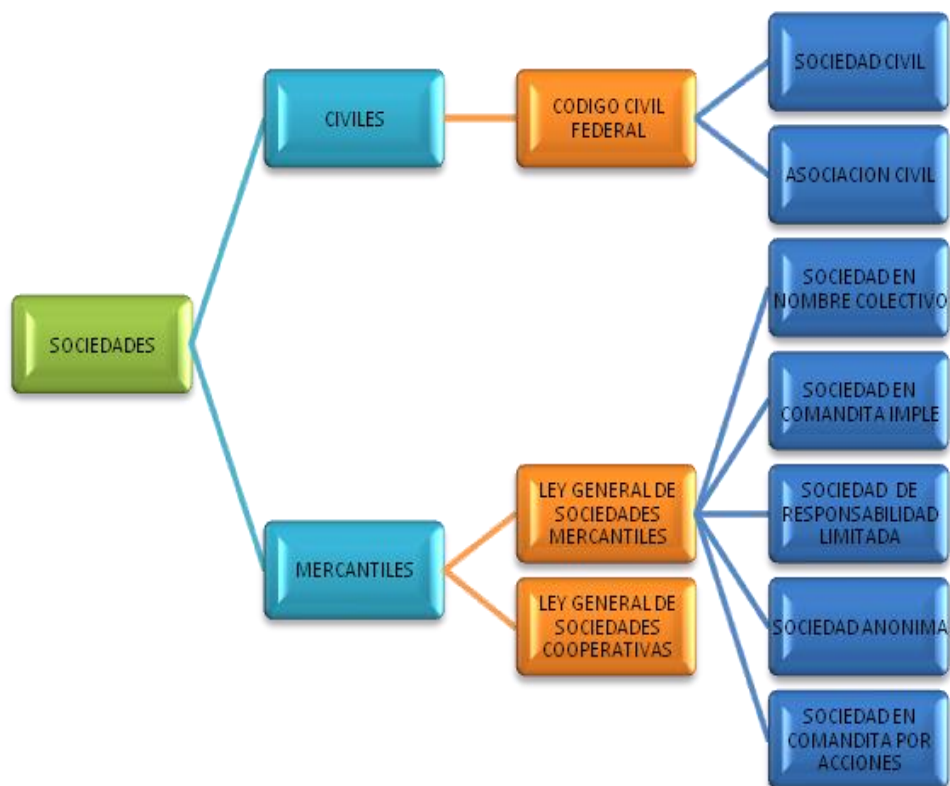 SOCIEDADES
CIVILES
MERCANTILES
CODIGO CIVIL
FEDERAL
LEY GENERAL DE
SOCIEDADES
MERCANTILES
LEY GENERAL DE
SOCIEDADES
COOPERATIVAS
SOCIEDAD CIVIL
ASOCIACION CIVIL
SOCIEDAD EN
NOMBRE COLECTIVO
SOCIEDAD EN
COMANDITA IMPLE
SOCIEDAD DE
RESPONSABILIDAD
LIMITADA
SOCIEDAD ANONIMA
SOCIEDAD EN
COMANDITA POR
ACCIONES